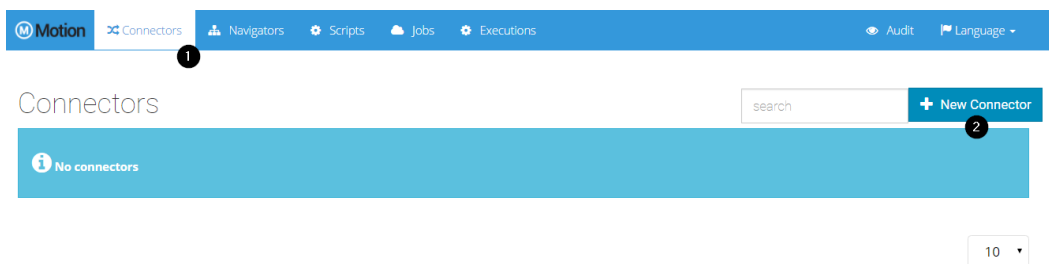 M Motion Connectors Navigators Scripts Jobs Executions Audit Language
1
Connectors search New Connector
2
i No connectors
10